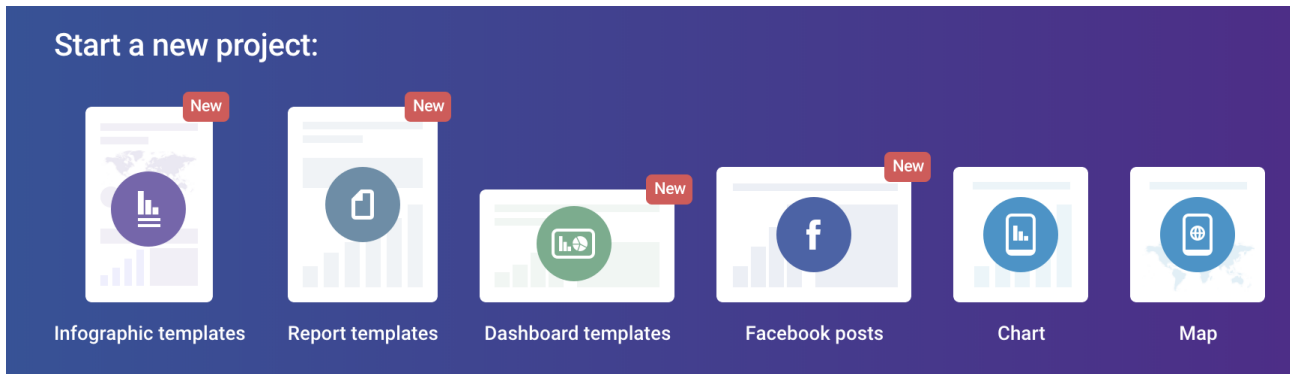 Start a new project:
New
New
New
New
Infographic templates
Report templates
Dashboard templates
Facebook posts
Chart
Map